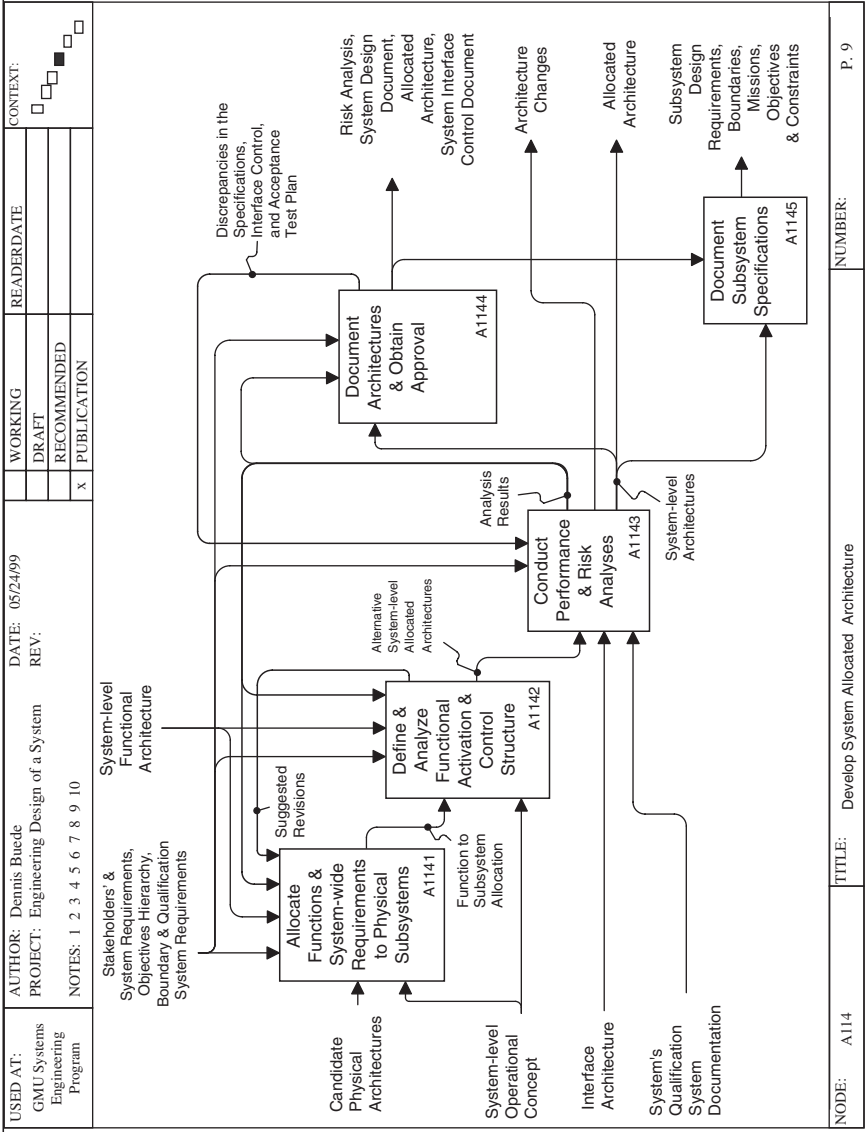 USED AT:
GMU Systems
Engineering
Program
AUTHOR: Dennis Buede
PROJECT: Engineering Design of a System
NOTES: 1 2 3 4 5 6 7 8 9 10
DATE: 05/24/99
REV:
WORKING
DRAFT
RECOMMENDED
x PUBLICATION
READERDATE
CONTEXT:
Stakeholders' &
System Requirements,
Objectives Hierarchy,
Boundary & Qualification
System Requirements
System-level
Functional
Architecture
Discrepancies in the
Specifications,
Interface Control,
and Acceptance
Test Plan
Suggested
Revisions
Candidate
Physical
Architectures
Allocate
Functions &
System-wide
Requirements
to Physical
Subsystems
A1141
Function to
Subsystem
Allocation
System-level
Operational
Concept
Define &
Analyze
Functional
Activation &
Control
Structure
A1142
Alternative
System-level
Allocated
Architectures
Interface
Architecture
System's
Qualification
System
Documentation
Conduct
Performance
& Risk
Analyses
A1143
Analysis
Results
System-level
Architectures
Document
Architectures
& Obtain
Approval
A1144
Risk Analysis,
System Design
Document,
Allocated
Architecture,
System Interface
Control Document
Architecture
Changes
Allocated
Architecture
Document
Subsystem
Specifications
A1145
Subsystem
Design
Requirements,
Boundaries,
Missions,
Objectives
& Constraints
NODE: A114
TITLE: Develop System Allocated Architecture
NUMBER: P. 9